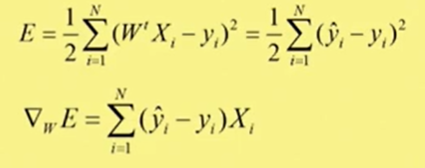 E = \frac{1}{2} \sum_{i=1}^{N} (W^t X_i - y_i)^2 = \frac{1}{2} \sum_{i=1}^{N} (\hat{y}_i - y_i)^2
\nabla_W E = \sum_{i=1}^{N} (\hat{y}_i - y_i) X_i